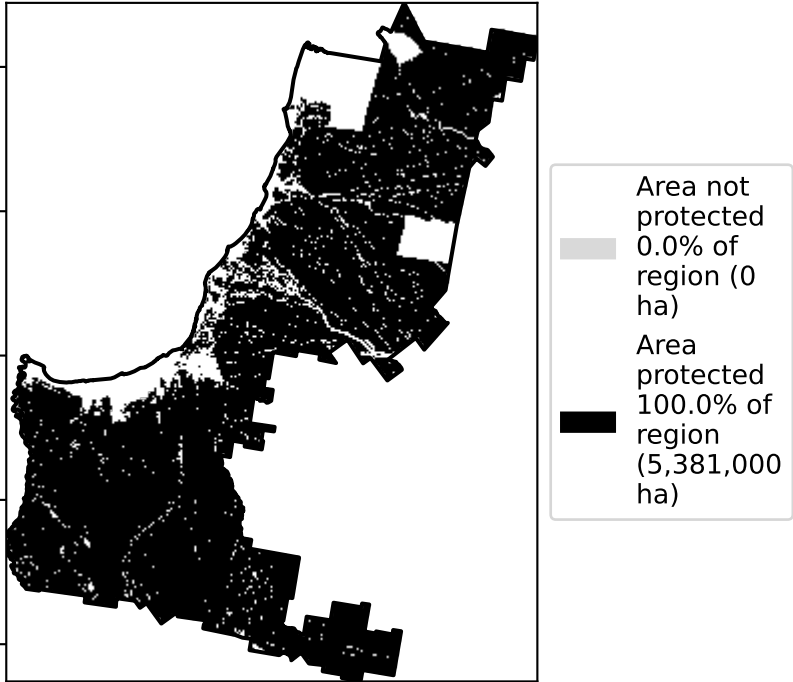 Area not
protected
0.0% of
region (0
ha)
Area
protected
100.0% of
region
(5,381,000
ha)